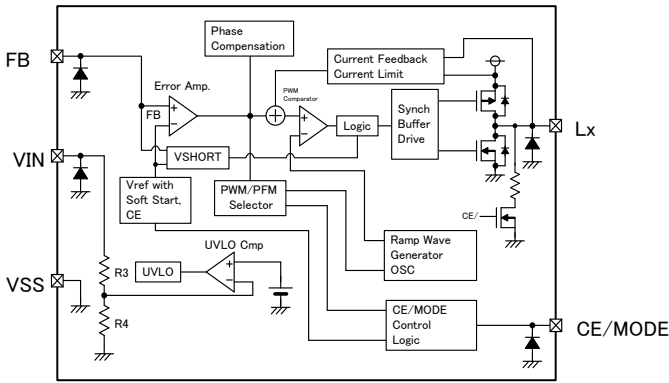 Phase
Compensation
FB
Error Amp.
Current Feedback
Current Limit
PWM
Comparator
FB
+
−
+
+
−
Logic
Synch
Buffer
Drive
Lx
VIN
VSHORT
Vref with
Soft Start,
CE
PWM/PFM
Selector
CE/
UVLO Cmp
R3
UVLO
+
−
Ramp Wave
Generator
OSC
VSS
R4
CE/MODE
Control
Logic
CE/MODE